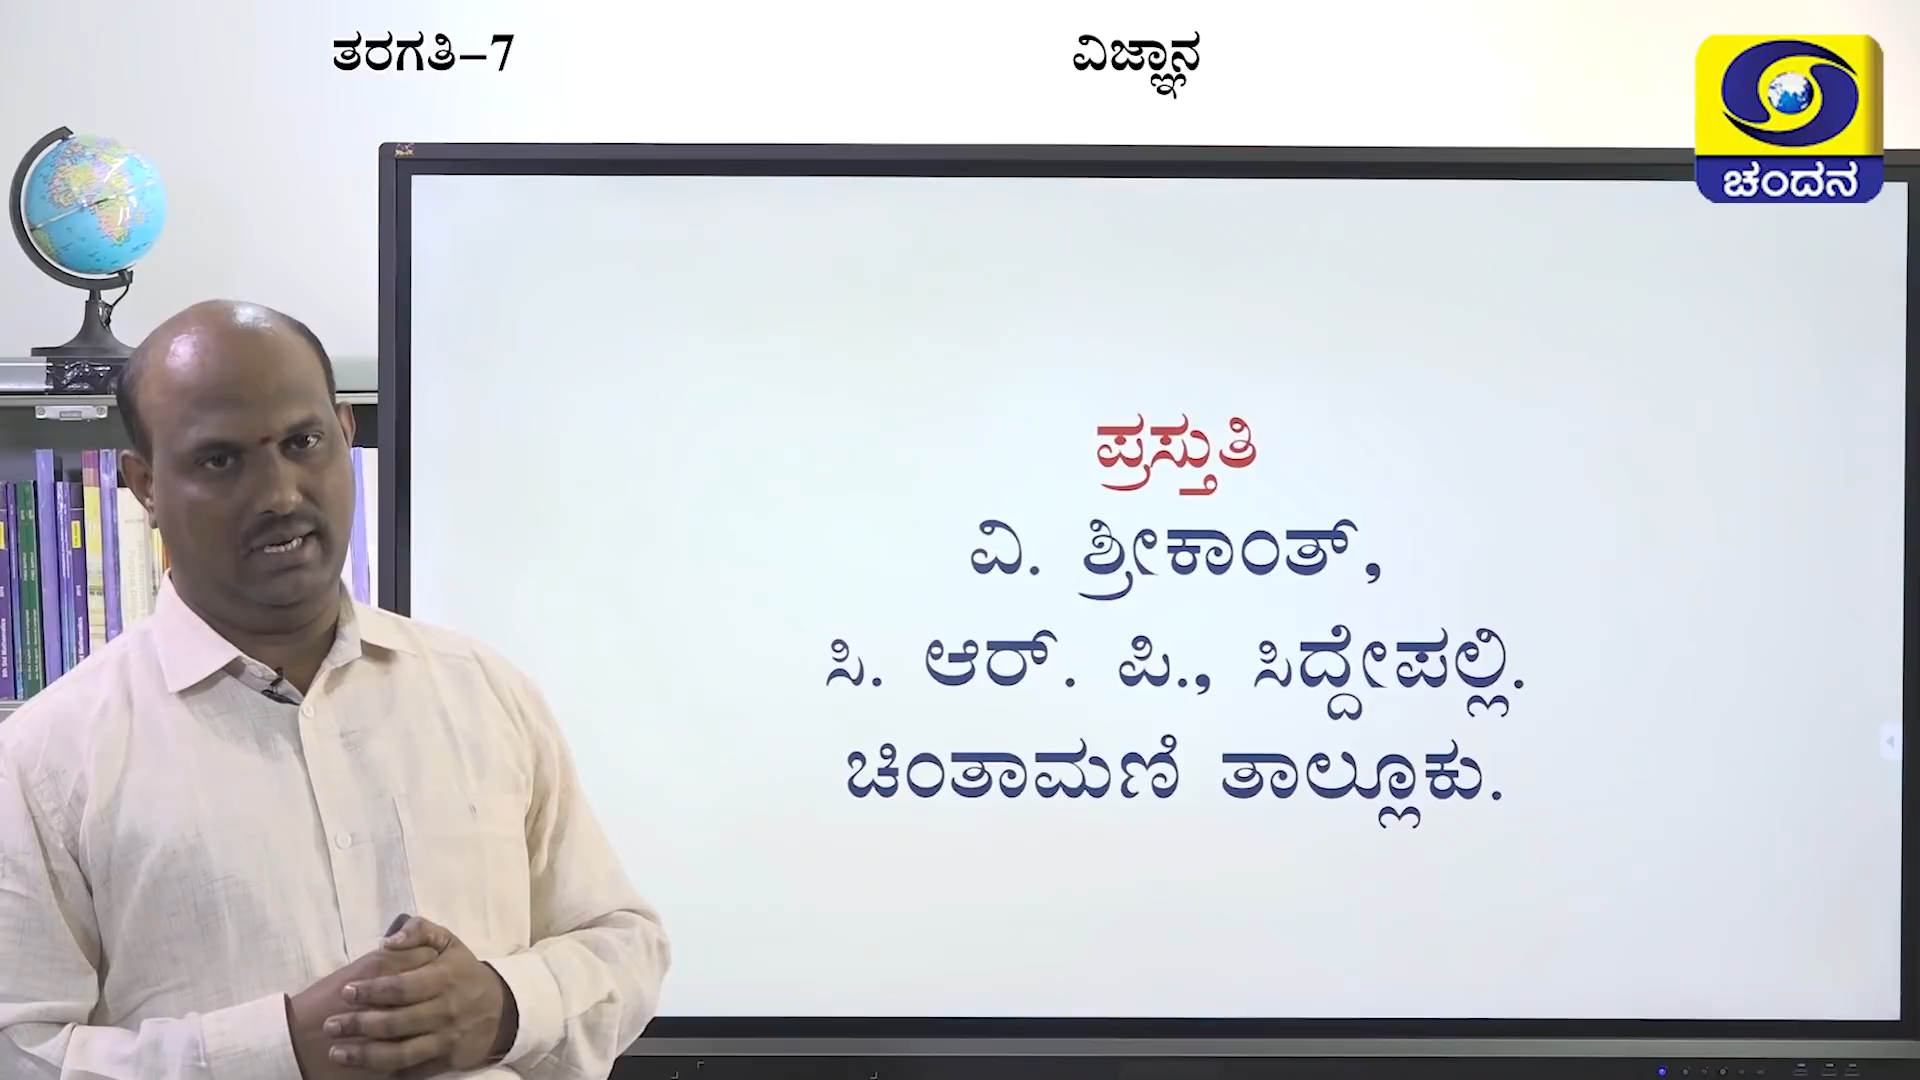 ತರಗತಿ-7
ವಿಜ್ಞಾನ
ಚಂದನ
ಪ್ರಸ್ತುತಿ
ವಿ. ಶ್ರೀಕಾಂತ್,
ಸಿ. ಆರ್. ಪಿ., ಸಿದ್ದೇಪಲ್ಲಿ.
ಚಿಂತಾಮಣಿ ತಾಲ್ಲೂಕು.